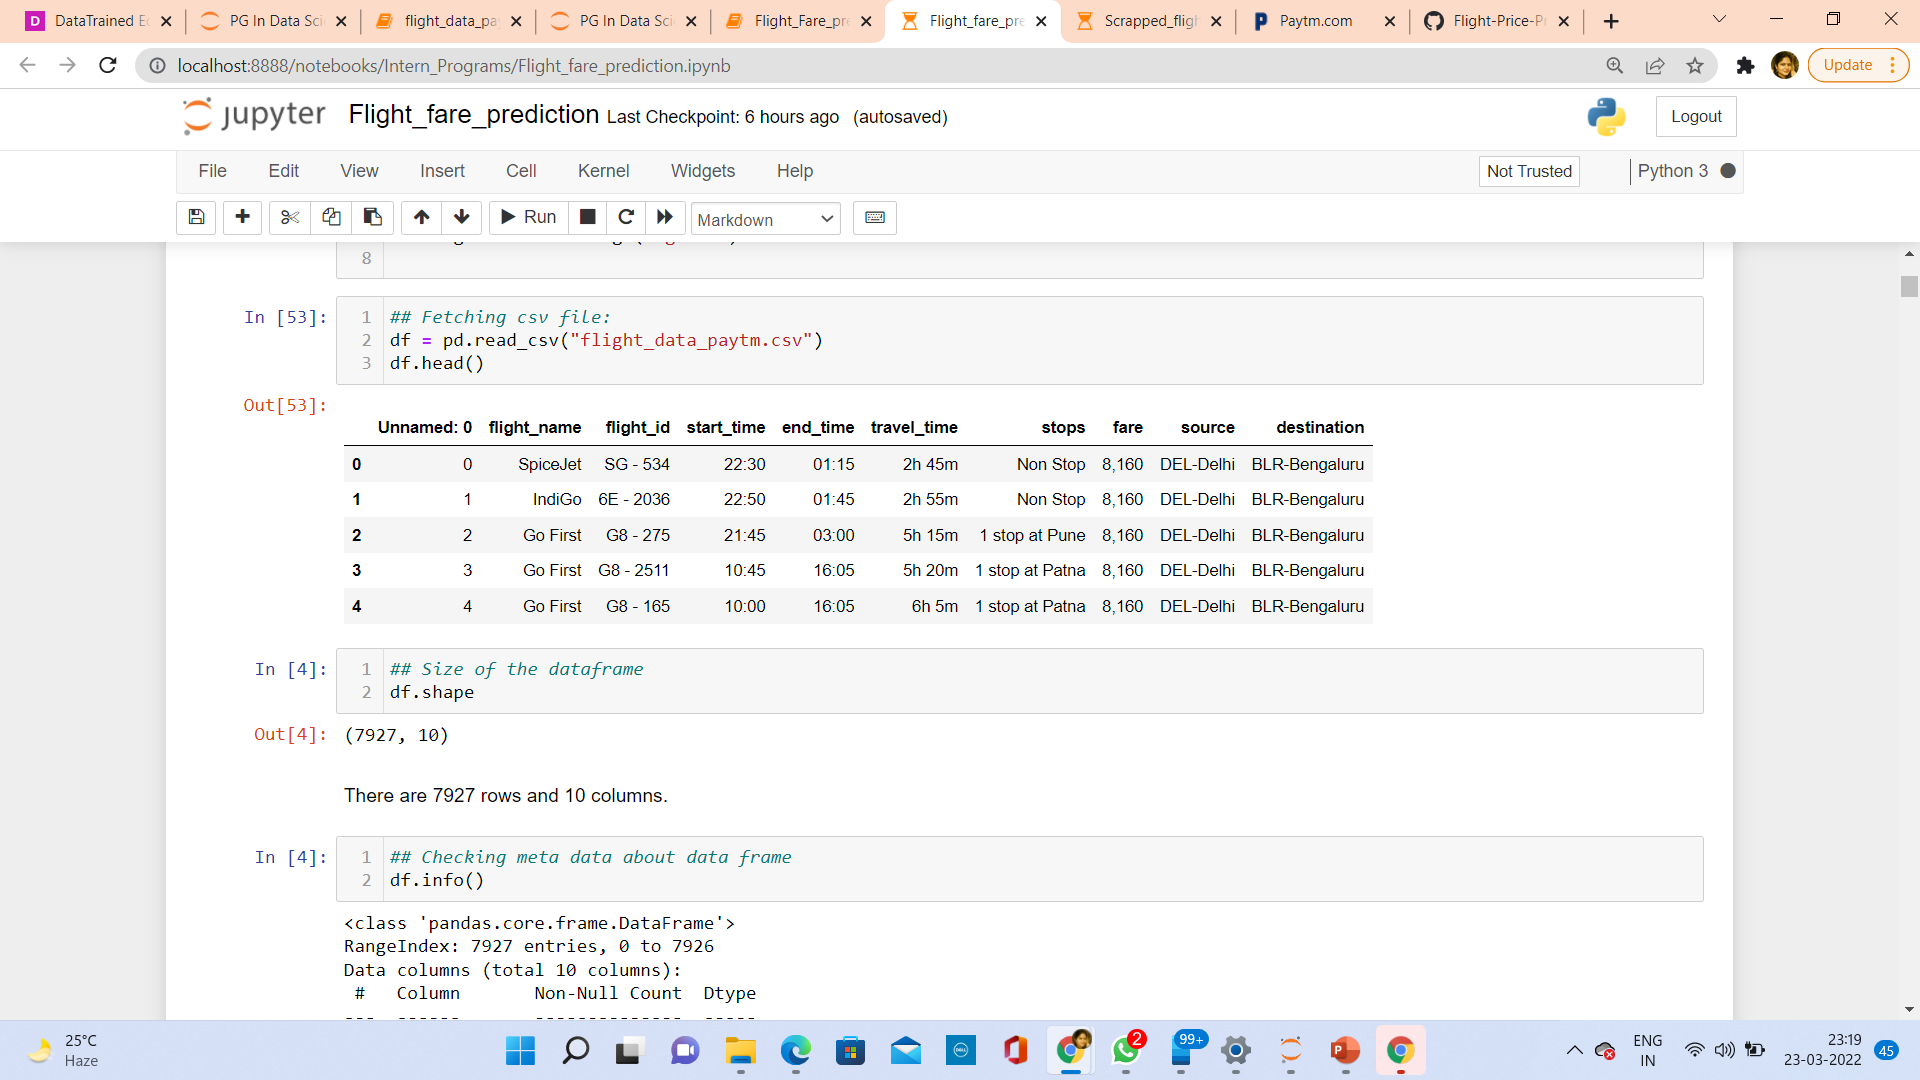 DataTrained E
PG In Data Sci
flight_data_pa
PG In Data Sci
Flight_Fare_pre
Flight_fare_pre
Scrapped_fligh
Paytm.com
Flight-Price-P
localhost:8888/notebooks/Intern_Programs/Flight_fare_prediction.ipynb
Update
jupyter Flight_fare_prediction Last Checkpoint: 6 hours ago (autosaved)
Logout
File Edit View Insert Cell Kernel Widgets Help
Not Trusted
Python 3
Run
Markdown
8
In [53]:
1 ## Fetching csv file:
2 df = pd.read_csv("flight_data_paytm.csv")
3 df.head()
Out[53]:
Unnamed: 0 flight_name flight_id start_time end_time travel_time stops fare source destination
0 0 SpiceJet SG - 534 22:30 01:15 2h 45m Non Stop 8,160 DEL-Delhi BLR-Bengaluru
1 1 IndiGo 6E - 2036 22:50 01:45 2h 55m Non Stop 8,160 DEL-Delhi BLR-Bengaluru
2 2 Go First G8 - 275 21:45 03:00 5h 15m 1 stop at Pune 8,160 DEL-Delhi BLR-Bengaluru
3 3 Go First G8 - 2511 10:45 16:05 5h 20m 1 stop at Patna 8,160 DEL-Delhi BLR-Bengaluru
4 4 Go First G8 - 165 10:00 16:05 6h 5m 1 stop at Patna 8,160 DEL-Delhi BLR-Bengaluru
In [4]:
1 ## Size of the dataframe
2 df.shape
Out[4]: (7927, 10)
There are 7927 rows and 10 columns.
In [4]:
1 ## Checking meta data about data frame
2 df.info()
<class 'pandas.core.frame.DataFrame'>
RangeIndex: 7927 entries, 0 to 7926
Data columns (total 10 columns):
# Column Non-Null Count Dtype
--- ------ -------------- -----
25°C
Haze
2
99+
ENG
IN
23:19
23-03-2022
45